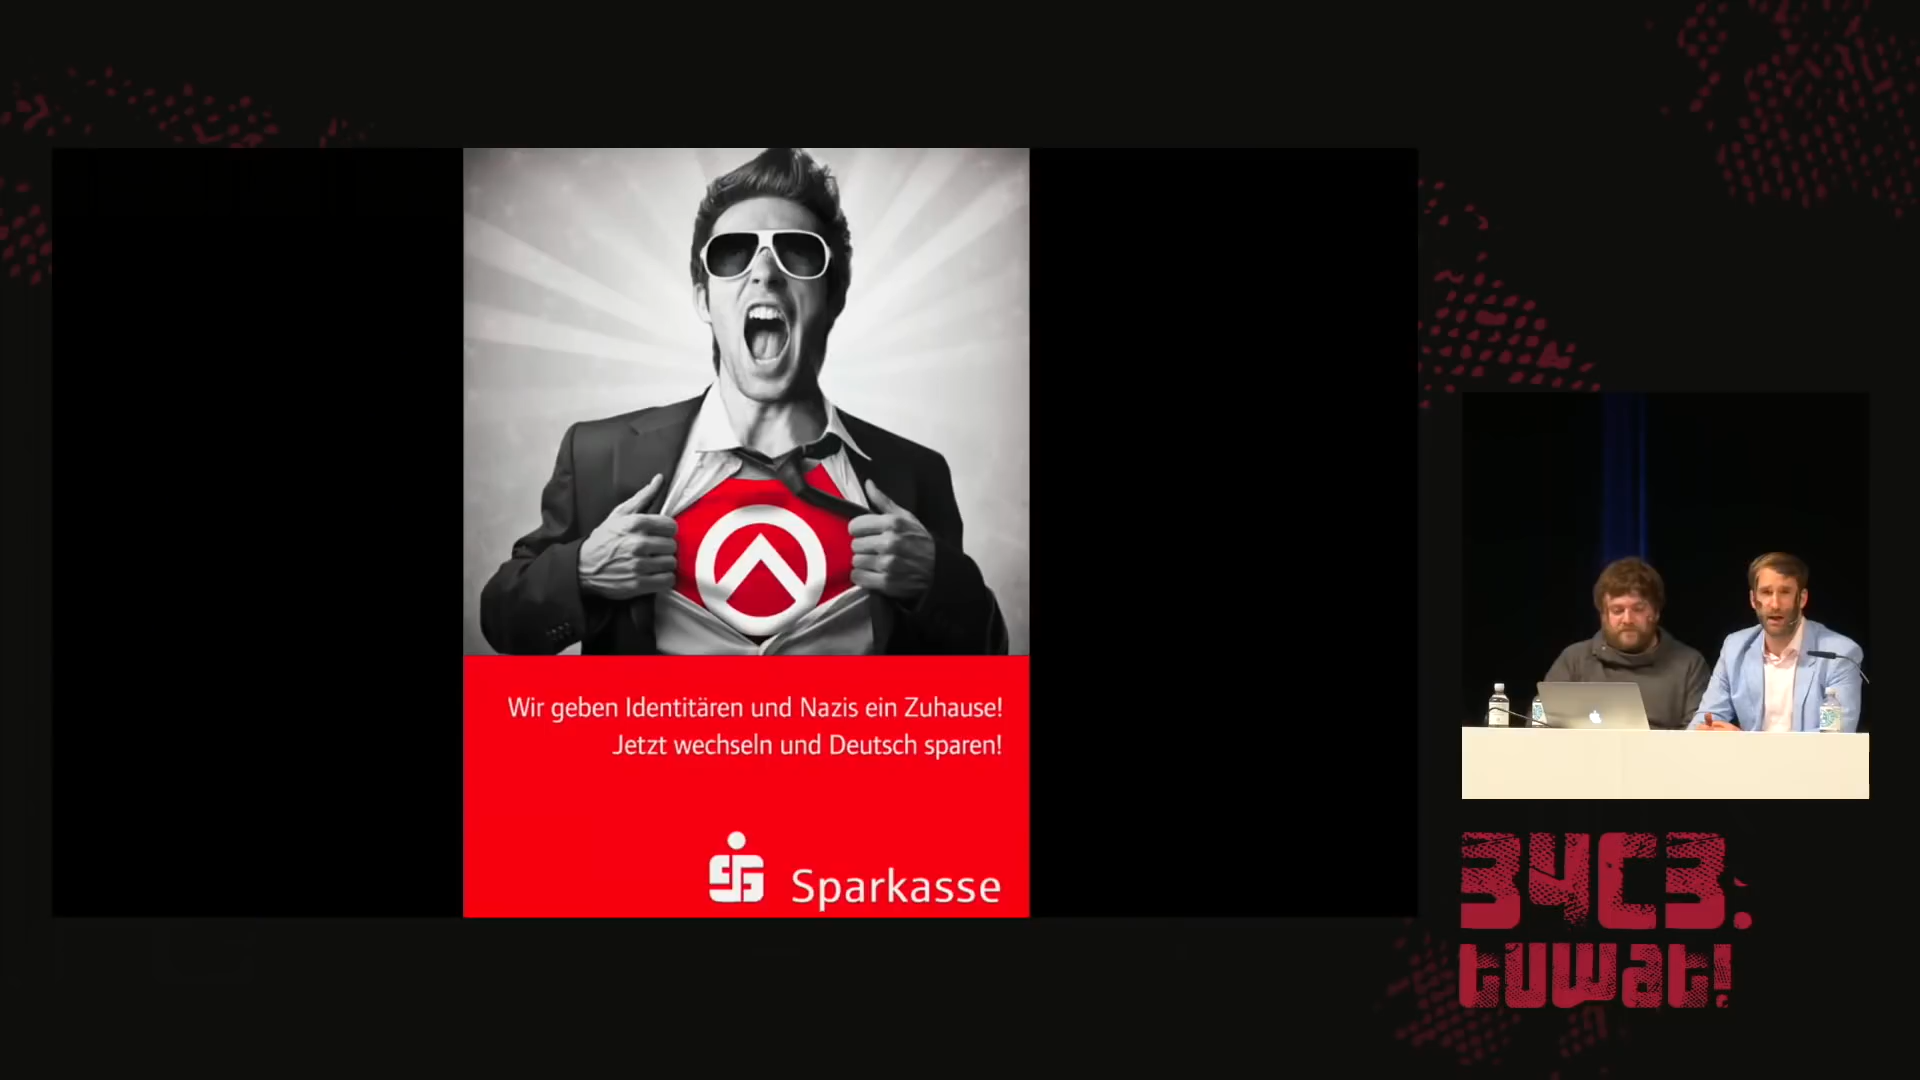 Wir geben Identitären und Nazis ein Zuhause!
Jetzt wechseln und Deutsch sparen!
Sparkasse
34C3.
tuwat!